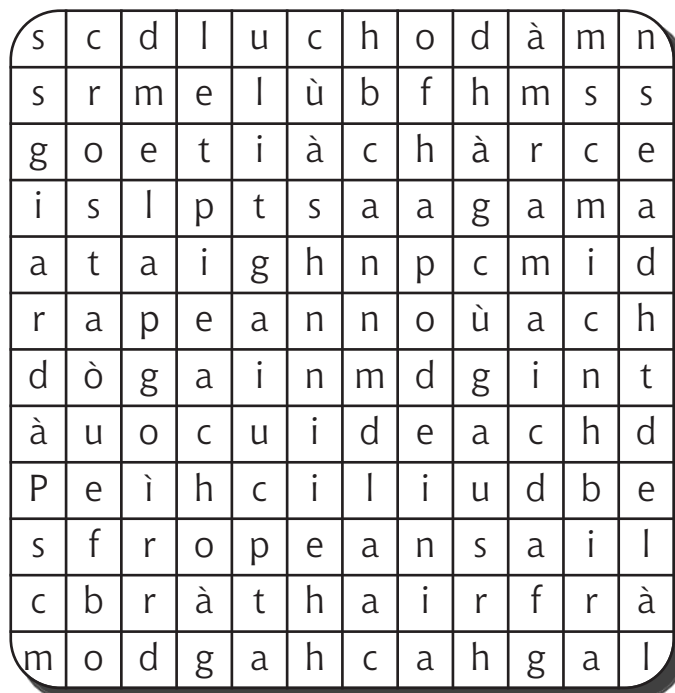 s c d l u c h o d à m n
s r m e l ù b f h m s s
g o e t i à c h à r c e
i s l p t s a a g a m a
a t a i g h n p c m i d
r a p e a n n o ù a c h
d ò g a i n m d g i n t
à u o c u i d e a c h d
P e ì h c i l i u d b e
s f r o p e a n s a i l
c b r à t h a i r f r à
m o d g a h c a h g a l